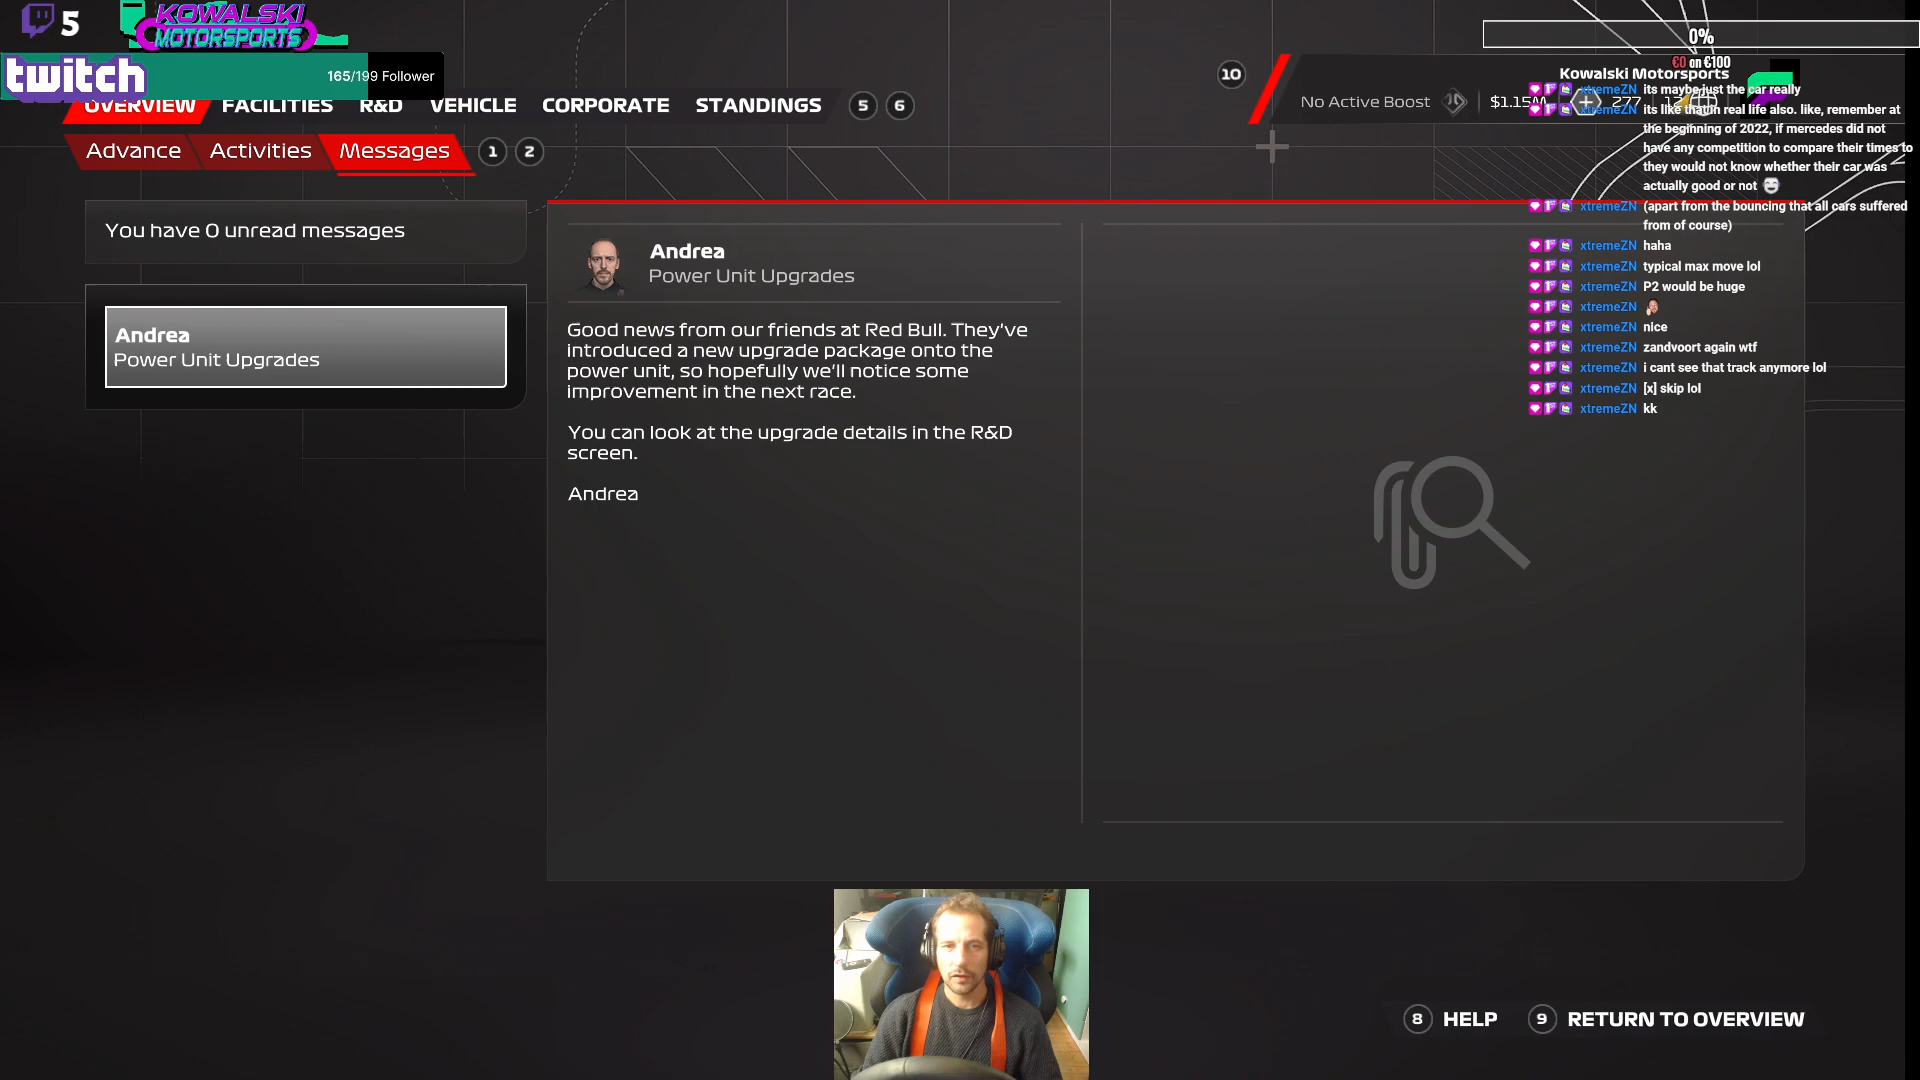 5
KOWALSKI
MOTORSPORTS
twitch
165/199 Follower
OVERVIEW
FACILITIES
R&D
VEHICLE
CORPORATE
STANDINGS
5
6
Advance
Activities
Messages
1
2
10
No Active Boost
$1.15M
277
0%
€0 on €100
Kowalski Motorsports
xtremeZN its maybe just the car really
xtremeZN its like that in real life also. like, remember at
the beginning of 2022, if mercedes did not
have any competition to compare their times to
they would not know whether their car was
actually good or not
xtremeZN (apart from the bouncing that all cars suffered
from of course)
xtremeZN haha
xtremeZN typical max move lol
xtremeZN P2 would be huge
xtremeZN
xtremeZN nice
xtremeZN zandvoort again wtf
xtremeZN i cant see that track anymore lol
xtremeZN [x] skip lol
xtremeZN kk
You have 0 unread messages
Andrea
Power Unit Upgrades
Andrea
Power Unit Upgrades
Good news from our friends at Red Bull. They've
introduced a new upgrade package onto the
power unit, so hopefully we'll notice some
improvement in the next race.
You can look at the upgrade details in the R&D
screen.
Andrea
8
HELP
9
RETURN TO OVERVIEW